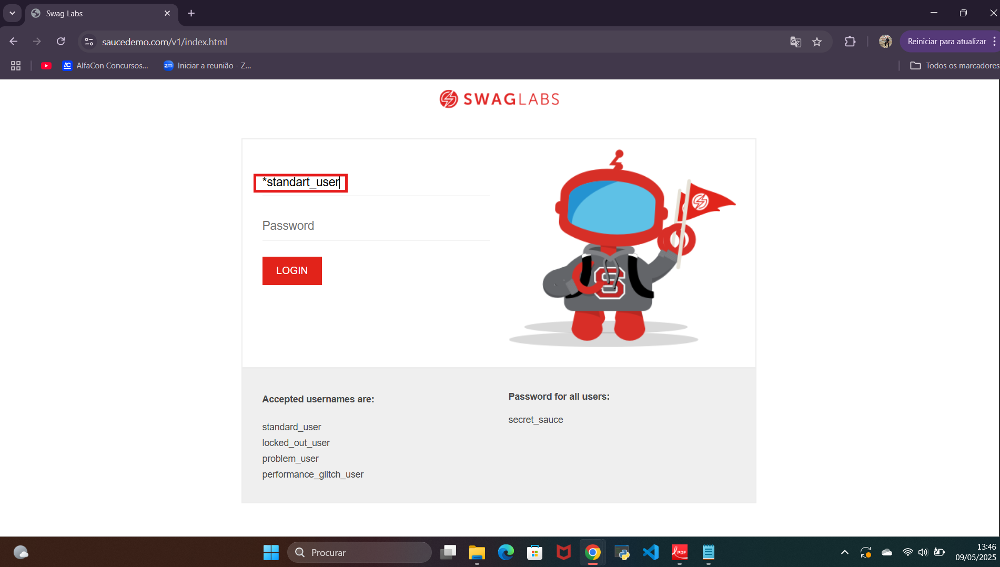 Swag Labs
saucedemo.com/v1/index.html
Reiniciar para atualizar
AlfaCon Concursos...
zm
Iniciar a reunião - Z...
Todos os marcadores
SWAGLABS
*standart_user
Password
LOGIN
S
Accepted usernames are:
standard_user
locked_out_user
problem_user
performance_glitch_user
Password for all users:
secret_sauce
Procurar
PDF
13:46
09/05/2025